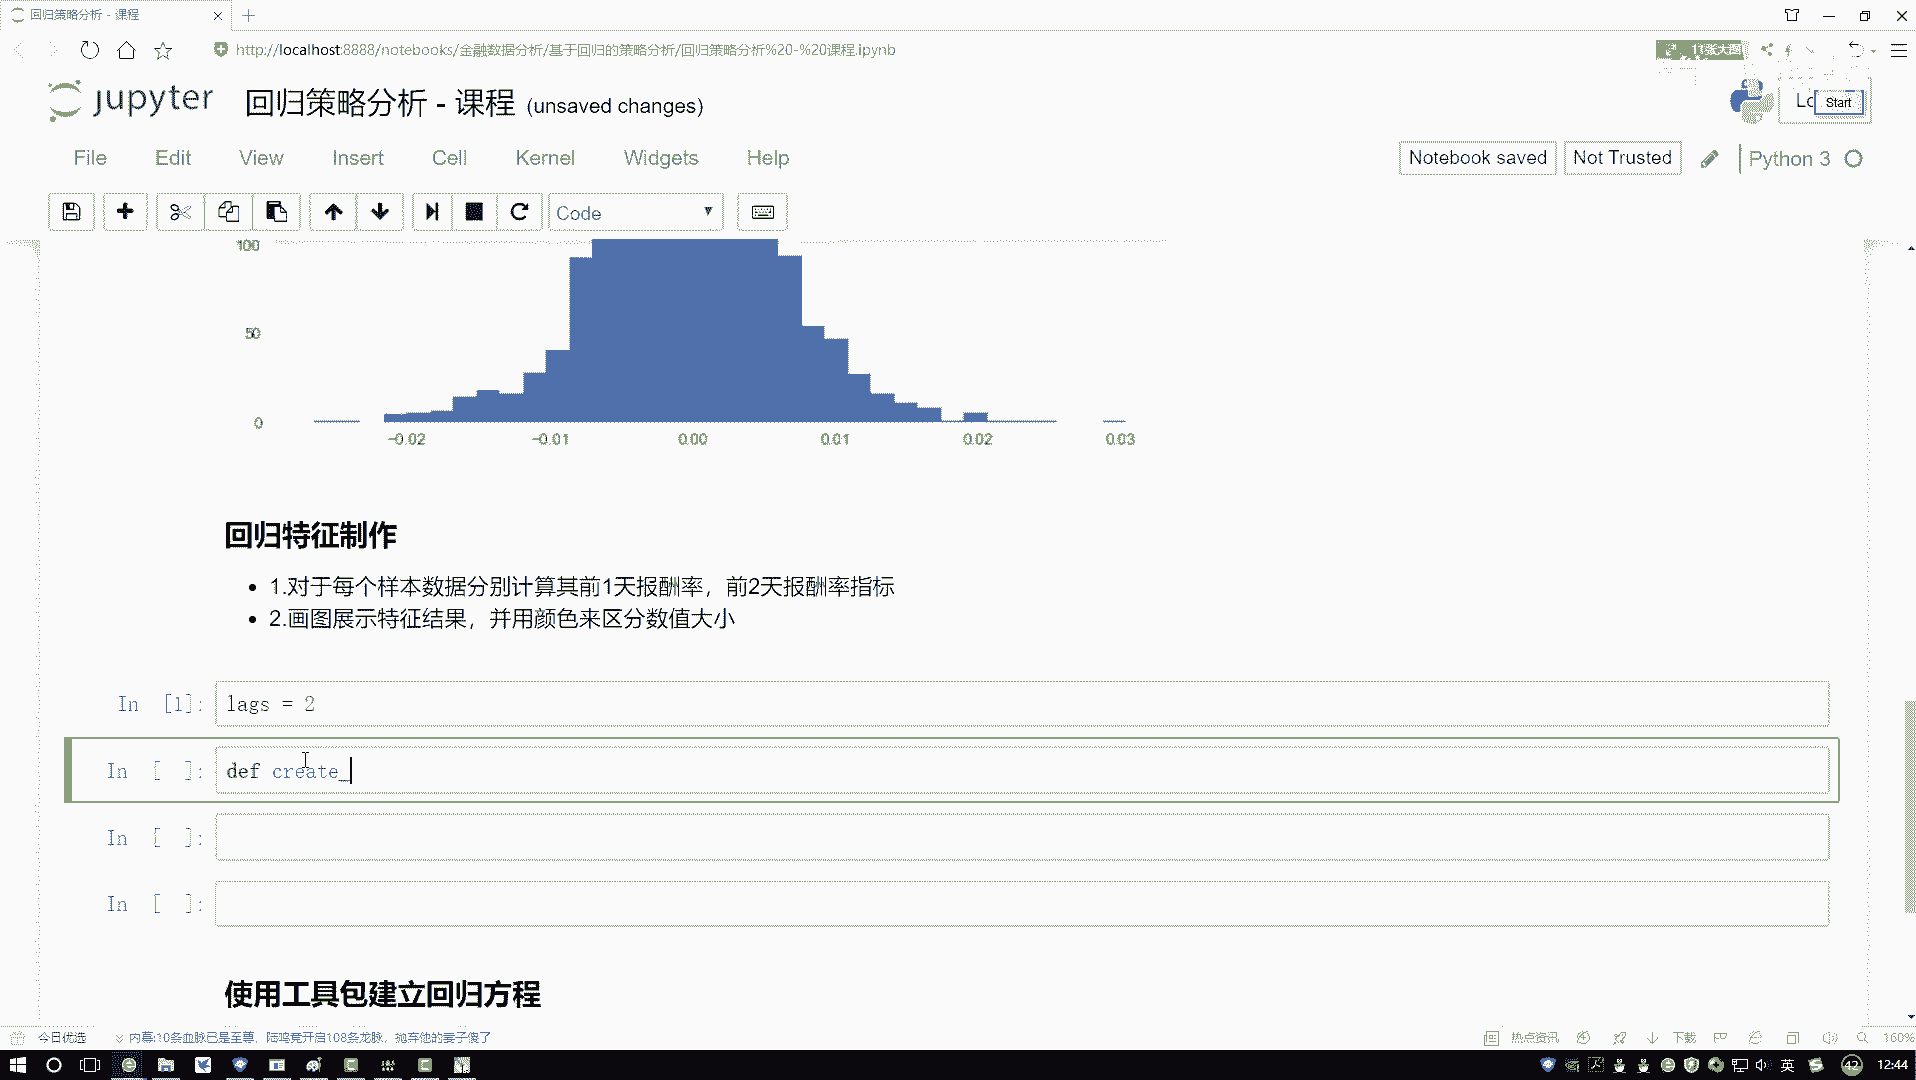 回归策略分析 - 课程
http://localhost:8888/notebooks/金融数据分析/基于回归的策略分析/回归策略分析%20-%20课程.ipynb
11张大图
jupyter 回归策略分析 - 课程 (unsaved changes)
Start
File Edit View Insert Cell Kernel Widgets Help
Notebook saved Not Trusted Python 3
Code
100
50
0
-0.02 -0.01 0.00 0.01 0.02 0.03
回归特征制作
1.对于每个样本数据分别计算其前1天报酬率，前2天报酬率指标
2.画图展示特征结果，并用颜色来区分数值大小
In [1]: lags = 2
In [ ]: def create_
In [ ]:
In [ ]:
使用工具包建立回归方程
今日优选 内幕:10条血脉已是至尊，陆鸣竟开启108条龙脉，抛弃他的妻子傻了
热点资讯 下载 160%
英 42 12:44